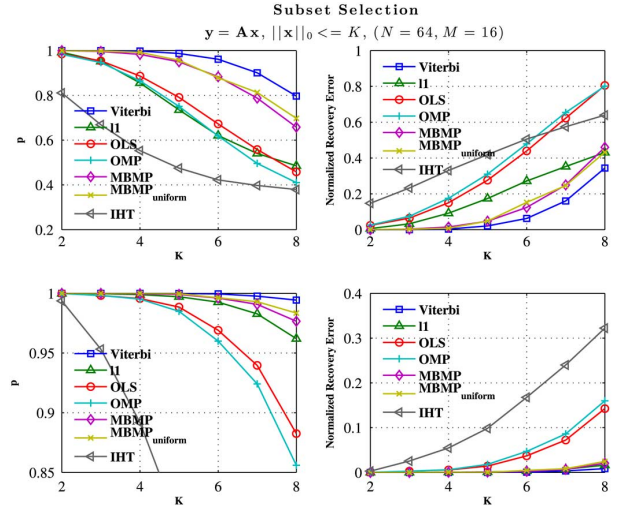 Subset Selection
y = Ax, ||x||₀ <= K, (N = 64, M = 16)
1
0.8
0.6
0.4
0.2
p
Viterbi
l1
OLS
OMP
MBMP
MBMP uniform
IHT
2
4
6
8
K
1
0.8
0.6
0.4
0.2
0
Normalized Recovery Error
Viterbi
l1
OLS
OMP
MBMP
MBMP uniform
IHT
2
4
6
8
K
1
0.95
0.9
0.85
p
Viterbi
l1
OLS
OMP
MBMP
MBMP uniform
IHT
2
4
6
8
K
0.4
0.3
0.2
0.1
0
Normalized Recovery Error
Viterbi
l1
OLS
OMP
MBMP
MBMP uniform
IHT
2
4
6
8
K